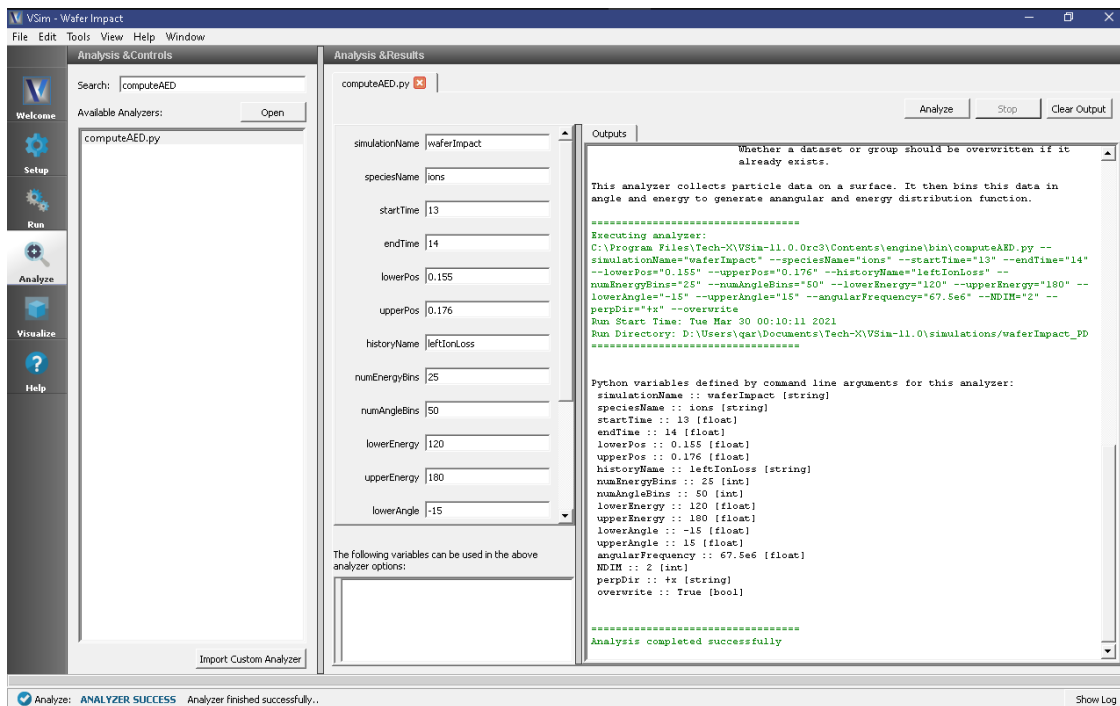 VSim - Wafer Impact
File Edit Tools View Help Window
Analysis &Controls
Analysis &Results
Welcome
Setup
Run
Analyze
Visualize
Help
Search: computeAED
Available Analyzers:
Open
computeAED.py
Import Custom Analyzer
computeAED.py
Analyze
Stop
Clear Output
simulationName waferImpact
speciesName ions
startTime 13
endTime 14
lowerPos 0.155
upperPos 0.176
historyName leftIonLoss
numEnergyBins 25
numAngleBins 50
lowerEnergy 120
upperEnergy 180
lowerAngle -15
The following variables can be used in the above
analyzer options:
Outputs
Whether a dataset or group should be overwritten if it
already exists.
This analyzer collects particle data on a surface. It then bins this data in
angle and energy to generate anangular and energy distribution function.
==================================
Executing analyzer:
C:\Program Files\Tech-X\VSim-11.0.0rc3\Contents\engine\bin\computeAED.py --
simulationName="waferImpact" --speciesName="ions" --startTime="13" --endTime="14"
--lowerPos="0.155" --upperPos="0.176" --historyName="leftIonLoss" --
numEnergyBins="25" --numAngleBins="50" --lowerEnergy="120" --upperEnergy="180" --
lowerAngle="-15" --upperAngle="15" --angularFrequency="67.5e6" --NDIM="2" --
perpDir="+x" --overwrite
Run Start Time: Tue Mar 30 00:10:11 2021
Run Directory: D:\Users\qar\Documents\Tech-X\VSim-11.0\simulations/waferImpact_PD
==================================
Python variables defined by command line arguments for this analyzer:
simulationName :: waferImpact [string]
speciesName :: ions [string]
startTime :: 13 [float]
endTime :: 14 [float]
lowerPos :: 0.155 [float]
upperPos :: 0.176 [float]
historyName :: leftIonLoss [string]
numEnergyBins :: 25 [int]
numAngleBins :: 50 [int]
lowerEnergy :: 120 [float]
upperEnergy :: 180 [float]
lowerAngle :: -15 [float]
upperAngle :: 15 [float]
angularFrequency :: 67.5e6 [float]
NDIM :: 2 [int]
perpDir :: +x [string]
overwrite :: True [bool]
==================================
Analysis completed successfully
Analyze: ANALYZER SUCCESS Analyzer finished successfully..
Show Log